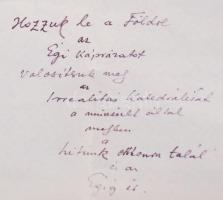 Hozzuk le a Földre
az
Égi Káprázatot
valósítsuk meg
az
Irrealitás Katedrálisát
a művészet által
melyben
a
hitünk otthonra talál
és az
Égig ér.